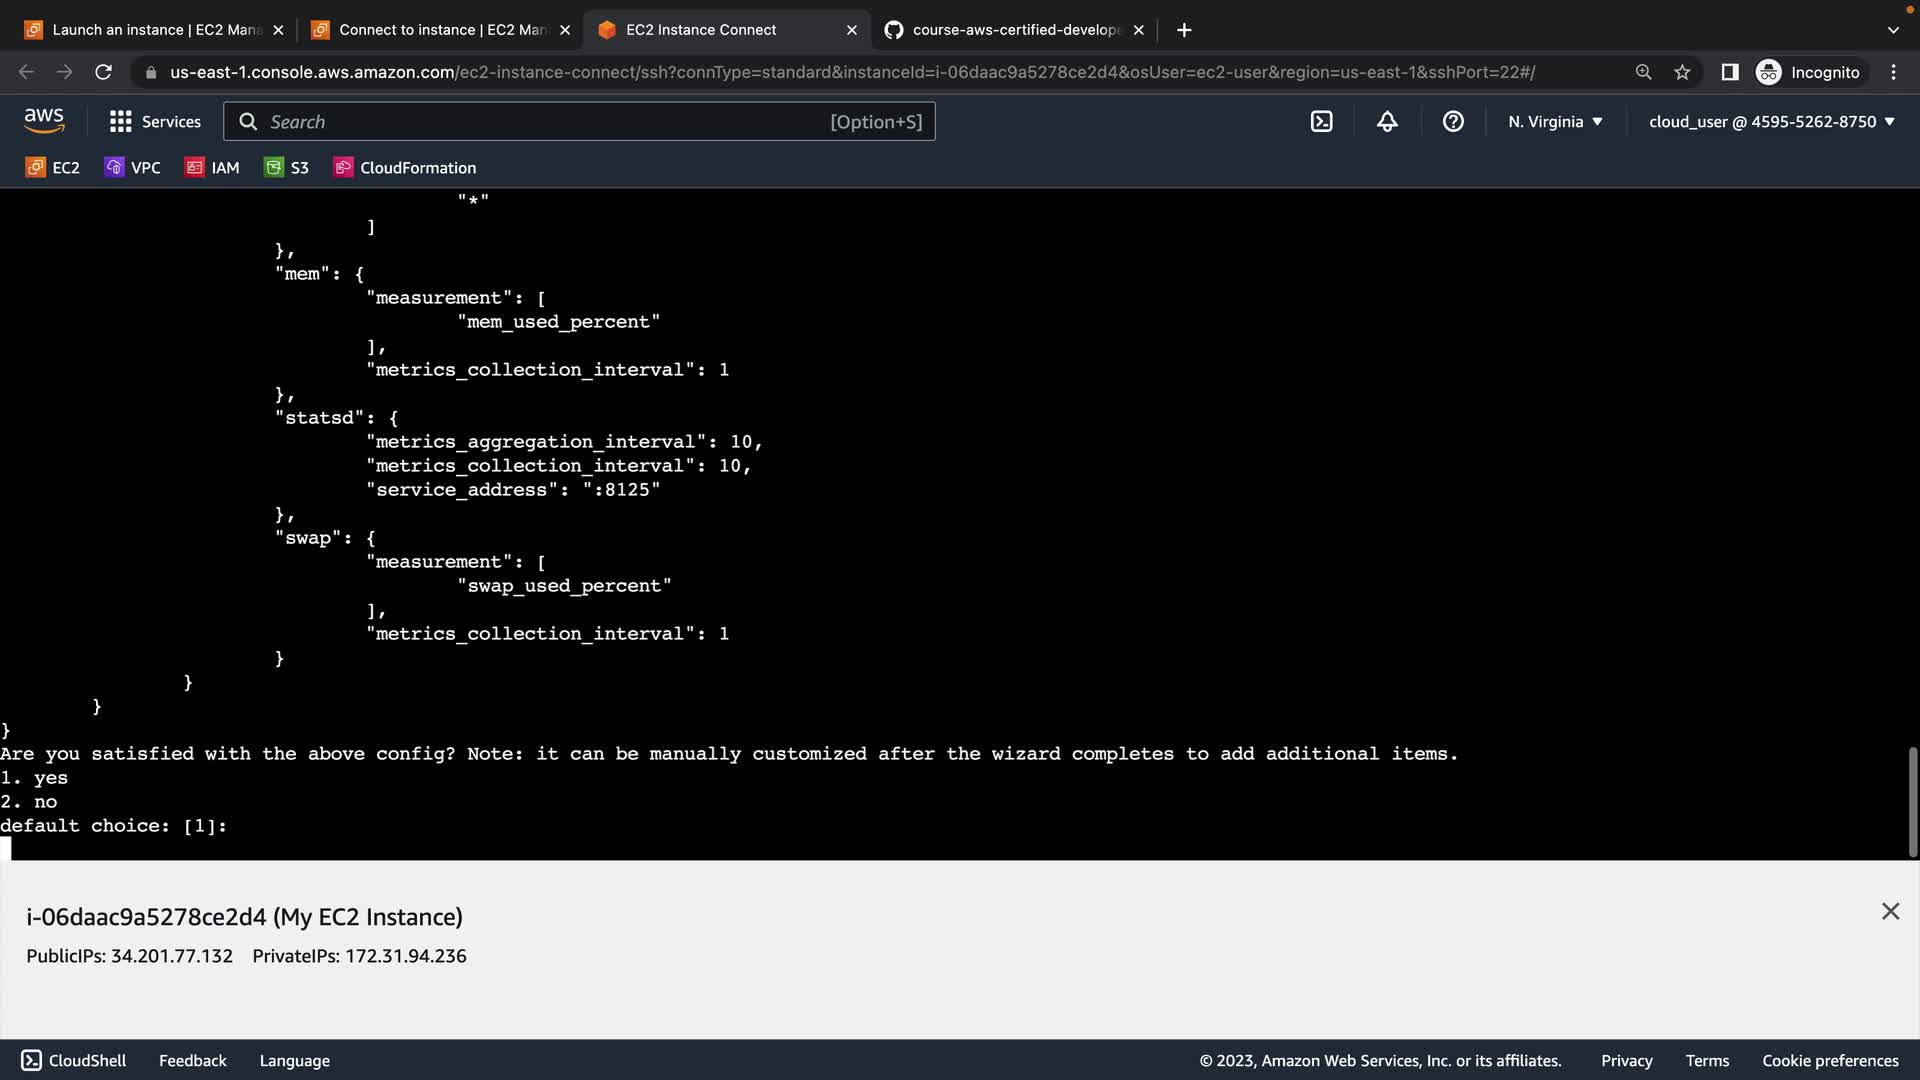 Launch an instance | EC2 Mana
Connect to instance | EC2 Man
EC2 Instance Connect
course-aws-certified-develope
us-east-1.console.aws.amazon.com/ec2-instance-connect/ssh?connType=standard&instanceId=i-06daac9a5278ce2d4&osUser=ec2-user&region=us-east-1&sshPort=22#/
Incognito
aws
Services
Search
[Option+S]
N. Virginia
cloud_user @ 4595-5262-8750
EC2
VPC
IAM
S3
CloudFormation
"*"
]
},
"mem": {
"measurement": [
"mem_used_percent"
],
"metrics_collection_interval": 1
},
"statsd": {
"metrics_aggregation_interval": 10,
"metrics_collection_interval": 10,
"service_address": ":8125"
},
"swap": {
"measurement": [
"swap_used_percent"
],
"metrics_collection_interval": 1
}
}
}
}
Are you satisfied with the above config? Note: it can be manually customized after the wizard completes to add additional items.
1. yes
2. no
default choice: [1]:
i-06daac9a5278ce2d4 (My EC2 Instance)
PublicIPs: 34.201.77.132 PrivateIPs: 172.31.94.236
CloudShell
Feedback
Language
© 2023, Amazon Web Services, Inc. or its affiliates.
Privacy
Terms
Cookie preferences